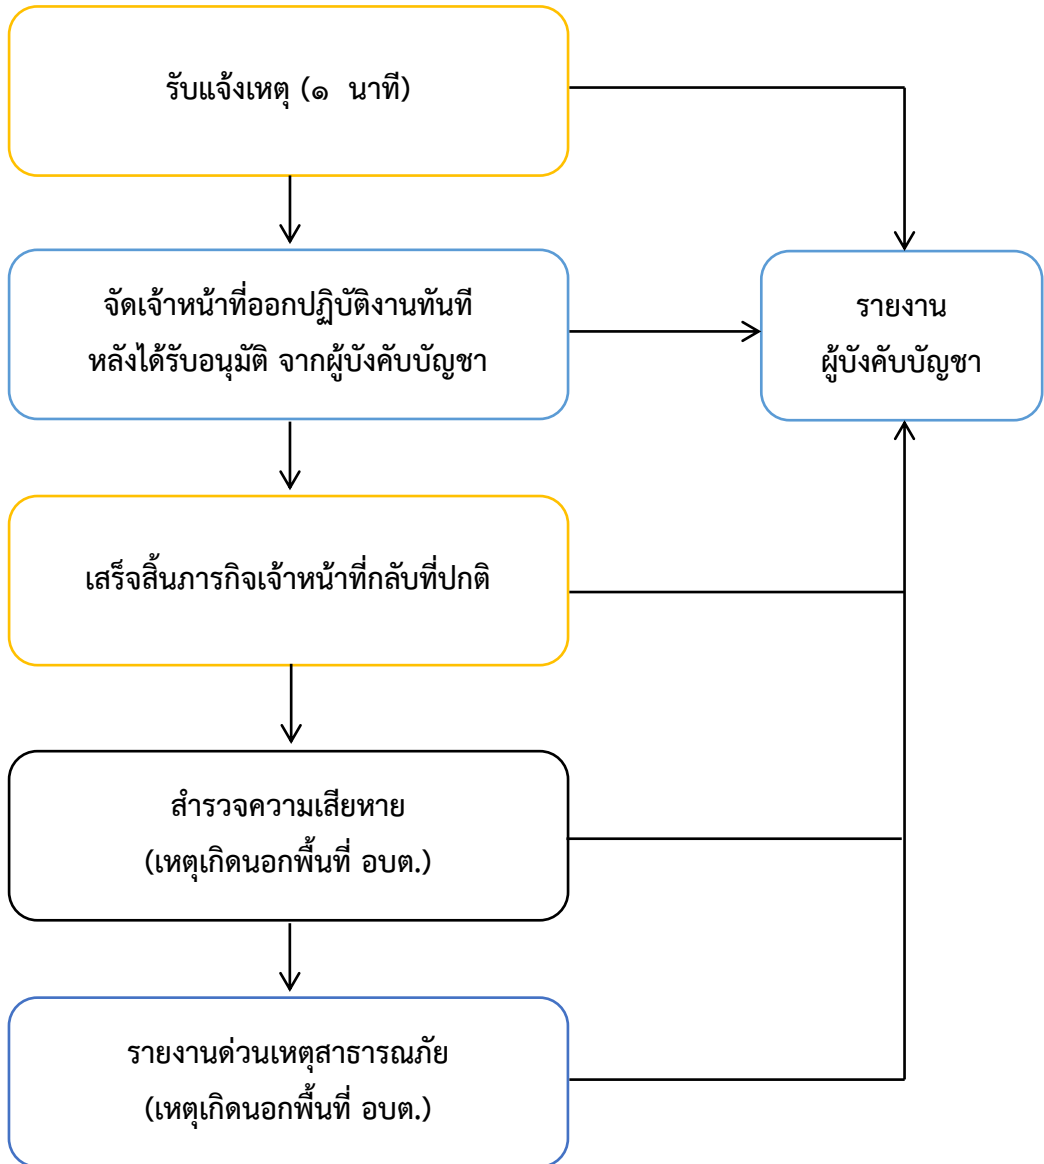 รับแจ้งเหตุ (๑  นาที)
จัดเจ้าหน้าที่ออกปฏิบัติงานทันที
หลังได้รับอนุมัติ จากผู้บังคับบัญชา
รายงาน
ผู้บังคับบัญชา
เสร็จสิ้นภารกิจเจ้าหน้าที่กลับที่ปกติ
สำรวจความเสียหาย
(เหตุเกิดนอกพื้นที่ อบต.)
รายงานด่วนเหตุสาธารณภัย
(เหตุเกิดนอกพื้นที่ อบต.)